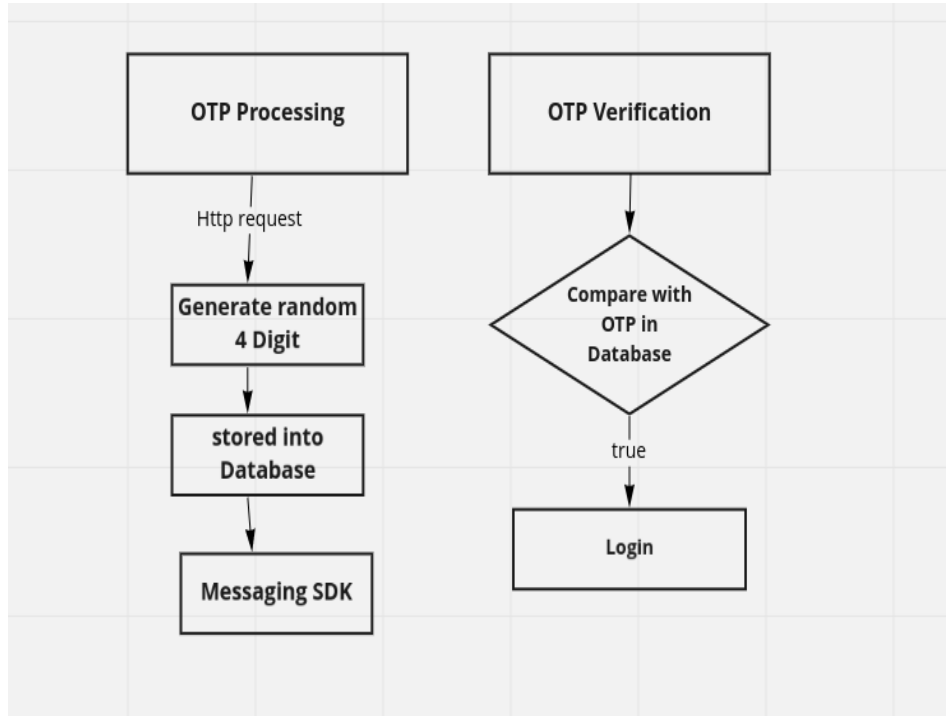 OTP Processing
Http request
Generate random
4 Digit
stored into
Database
Messaging SDK
OTP Verification
Compare with
OTP in
Database
true
Login